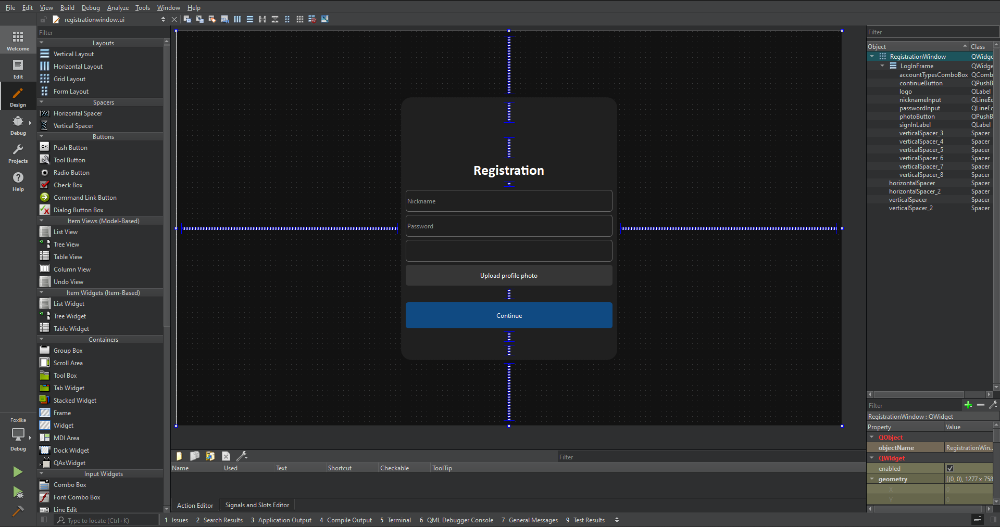 File Edit View Build Debug Analyze Tools Window Help
registrationwindow.ui
Welcome
Edit
Design
Debug
Projects
Help
Foxlike
Debug
Filter
Layouts
Vertical Layout
Horizontal Layout
Grid Layout
Form Layout
Spacers
Horizontal Spacer
Vertical Spacer
Buttons
OK Push Button
Tool Button
Radio Button
Check Box
Command Link Button
Dialog Button Box
Item Views (Model-Based)
List View
Tree View
Table View
Column View
Undo View
Item Widgets (Item-Based)
List Widget
Tree Widget
Table Widget
Containers
Group Box
Scroll Area
Tool Box
Tab Widget
Stacked Widget
Frame
Widget
MDI Area
Dock Widget
QAxWidget
Input Widgets
Combo Box
Font Combo Box
Line Edit
Registration
Nickname
Password
Upload profile photo
Continue
Filter
Name Used Text Shortcut Checkable ToolTip
Action Editor Signals and Slots Editor
Filter
Object Class
RegistrationWindow QWidge
LogInFrame QWidge
accountTypesComboBox QComb
continueButton QPushB
logo QLabel
nicknameInput QLineEd
passwordInput QLineEd
photoButton QPushB
signInLabel QLabel
verticalSpacer_3 Spacer
verticalSpacer_4 Spacer
verticalSpacer_5 Spacer
verticalSpacer_6 Spacer
verticalSpacer_7 Spacer
verticalSpacer_8 Spacer
horizontalSpacer Spacer
horizontalSpacer_2 Spacer
verticalSpacer Spacer
verticalSpacer_2 Spacer
Filter
RegistrationWindow : QWidget
Property Value
QObject
objectName RegistrationWin...
QWidget
enabled
geometry [(0, 0), 1277 x 758
X 0
Y 0
Type to locate (Ctrl+K) 1 Issues 2 Search Results 3 Application Output 4 Compile Output 5 Terminal 6 QML Debugger Console 7 General Messages 9 Test Results